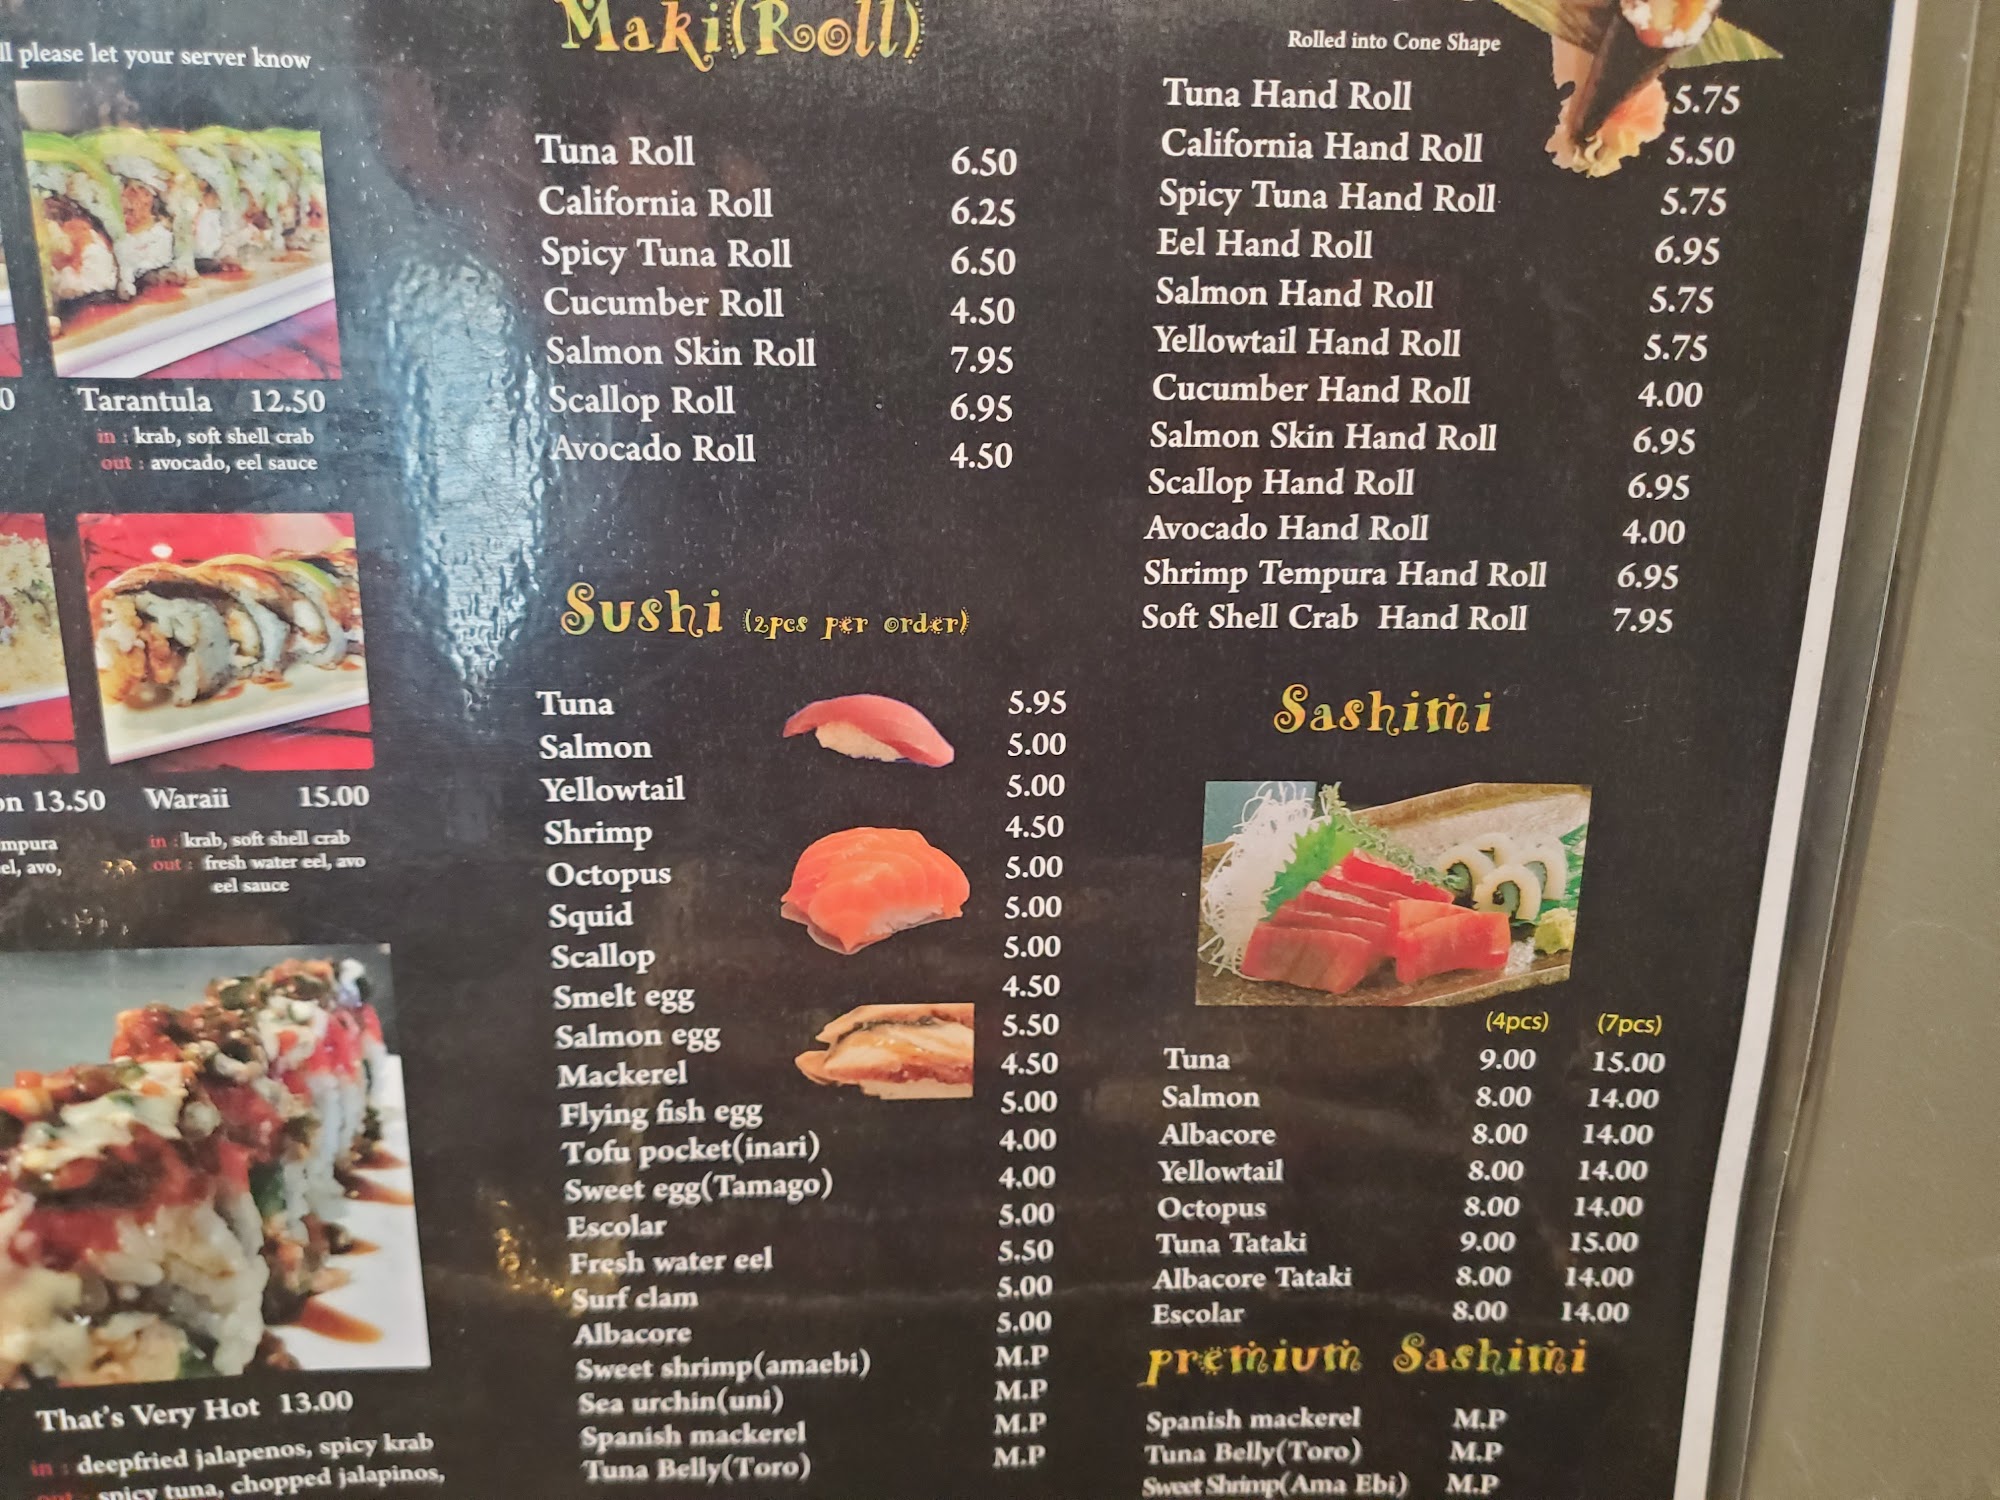 ll please let your server know
Tarantula 12.50
in : krab, soft shell crab
out : avocado, eel sauce
0
on 13.50
mpura
el, avo,
Waraii 15.00
in : krab, soft shell crab
out : fresh water eel, avo
eel sauce
That's Very Hot 13.00
in : deepfried jalapenos, spicy krab
out : spicy tuna, chopped jalapinos,
Maki(Roll)
Tuna Roll 6.50
California Roll 6.25
Spicy Tuna Roll 6.50
Cucumber Roll 4.50
Salmon Skin Roll 7.95
Scallop Roll 6.95
Avocado Roll 4.50
Sushi (2pcs per order)
Tuna 5.95
Salmon 5.00
Yellowtail 5.00
Shrimp 4.50
Octopus 5.00
Squid 5.00
Scallop 5.00
Smelt egg 4.50
Salmon egg 5.50
Mackerel 4.50
Flying fish egg 5.00
Tofu pocket(inari) 4.00
Sweet egg(Tamago) 4.00
Escolar 5.00
Fresh water eel 5.50
Surf clam 5.00
Albacore 5.00
Sweet shrimp(amaebi) M.P
Sea urchin(uni) M.P
Spanish mackerel M.P
Tuna Belly(Toro) M.P
Rolled into Cone Shape
Tuna Hand Roll 5.75
California Hand Roll 5.50
Spicy Tuna Hand Roll 5.75
Eel Hand Roll 6.95
Salmon Hand Roll 5.75
Yellowtail Hand Roll 5.75
Cucumber Hand Roll 4.00
Salmon Skin Hand Roll 6.95
Scallop Hand Roll 6.95
Avocado Hand Roll 4.00
Shrimp Tempura Hand Roll 6.95
Soft Shell Crab Hand Roll 7.95
Sashimi
(4pcs) (7pcs)
Tuna 9.00 15.00
Salmon 8.00 14.00
Albacore 8.00 14.00
Yellowtail 8.00 14.00
Octopus 8.00 14.00
Tuna Tataki 9.00 15.00
Albacore Tataki 8.00 14.00
Escolar 8.00 14.00
premium Sashimi
Spanish mackerel M.P
Tuna Belly(Toro) M.P
Sweet Shrimp(Ama Ebi) M.P